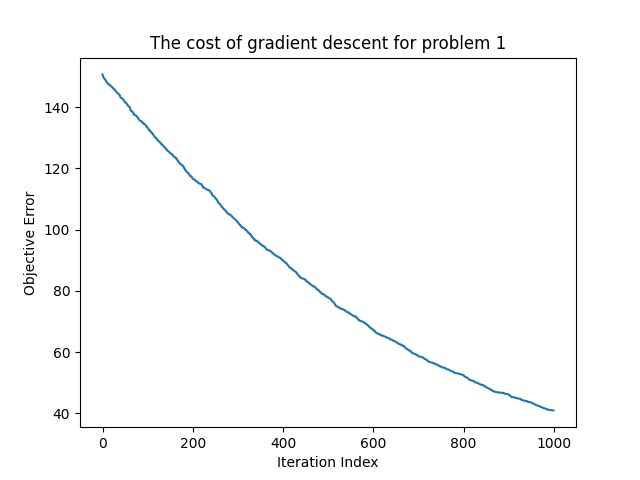 The cost of gradient descent for problem 1
Objective Error
140
120
100
80
60
40
0 200 400 600 800 1000
Iteration Index